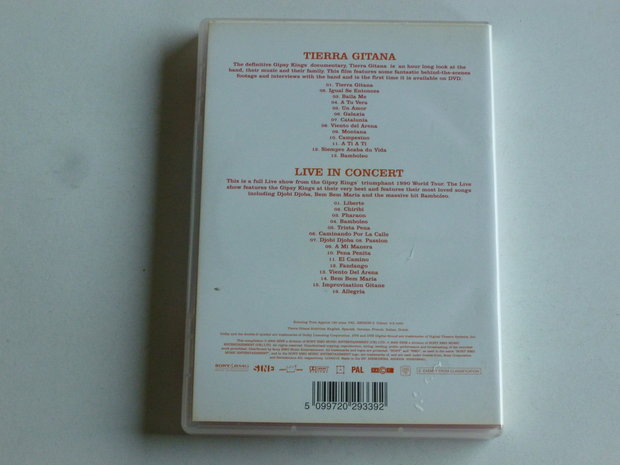 TIERRA GITANA
The definitive Gipsy Kings documentary, Tierra Gitana is an hour long look at the
band, their music and their family. This film features some fantastic behind-the-scenes
footage and interviews with the band and is the first time it is available on DVD.
01. Tierra Gitana
02. Igual Se Entonces
03. Baila Me
04. A Tu Vera
05. Un Amor
06. Galaxia
07. Catalunia
08. Viento del Arena
09. Montana
10. Campesino
11. A Ti A Ti
12. Siempre Acaba du Vida
13. Bamboleo
LIVE IN CONCERT
This is a full Live show from the Gipsy Kings' triumphant 1990 World Tour. The Live
show features the Gipsy Kings at their very best and features their most loved songs
including Djobi Djoba, Bem Bem Maria and the massive hit Bamboleo.
01. Liberte
02. Chiribi
03. Pharaon
04. Bamboleo
05. Trista Pena
06. Caminando Por La Calle
07. Djobi Djoba 08. Passion
09. A Mi Manera
10. Pena Penita
11. El Camino
12. Fandango
13. Viento Del Arena
14. Bem Bem Maria
15. Improvisation Gitane
16. Allegria
SONY BMG
PAL
E EXEMPT FROM CLASSIFICATION
5 099720 293392